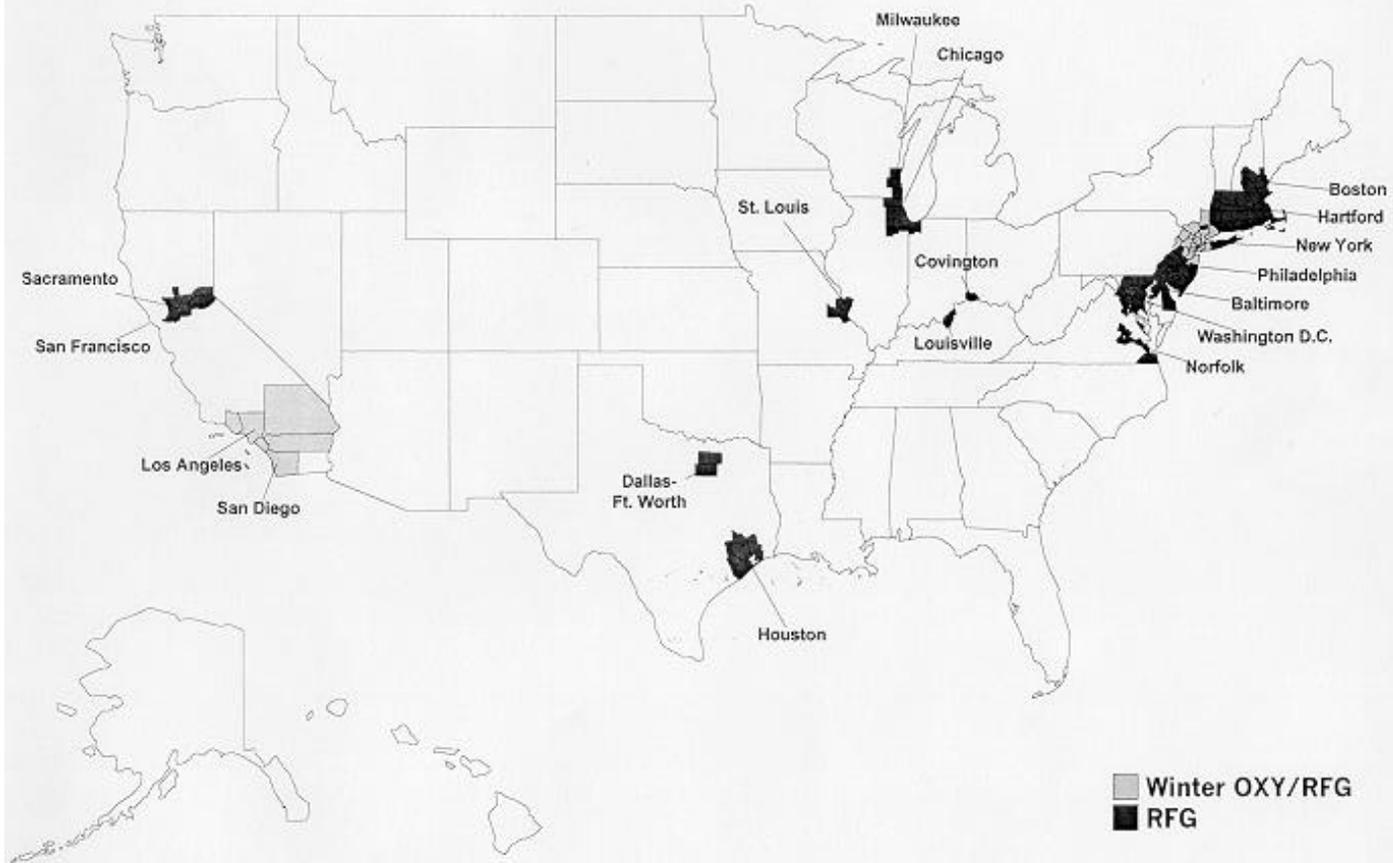 Milwaukee
Chicago
St. Louis
Boston
Hartford
New York
Covington
Philadelphia
Sacramento
Baltimore
Washington D.C.
San Francisco
Louisville
Norfolk
Los Angeles
Dallas-
Ft. Worth
San Diego
Houston
Winter OXY/RFG
RFG